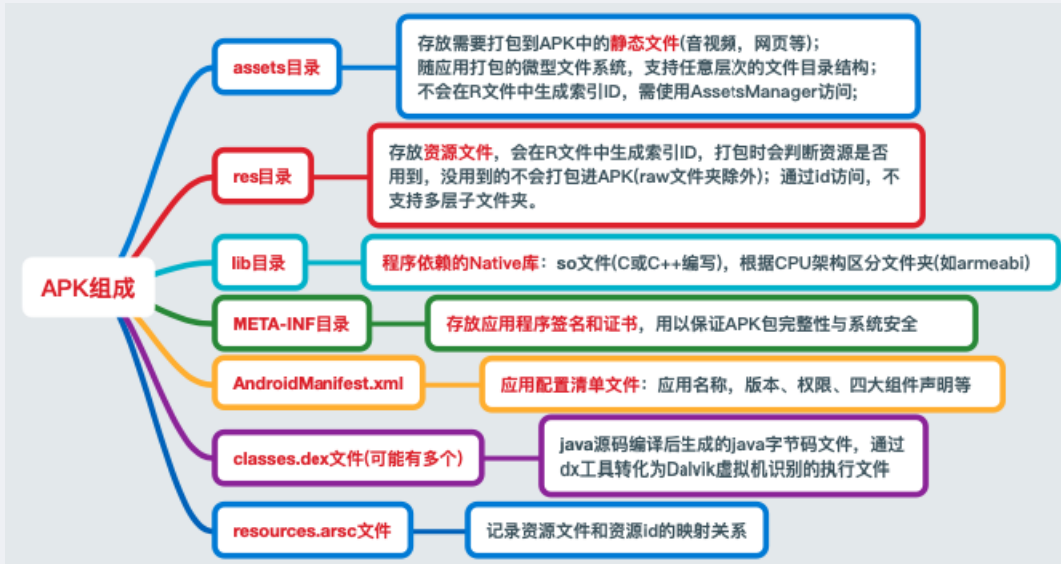 APK组成
assets目录
存放需要打包到APK中的静态文件(音视频，网页等)；
随应用打包的微型文件系统，支持任意层次的文件目录结构；
不会在R文件中生成索引ID，需使用AssetsManager访问;
res目录
存放资源文件，会在R文件中生成索引ID，打包时会判断资源是否
用到，没用到的不会打包进APK(raw文件夹除外)；通过id访问，不
支持多层子文件夹。
lib目录
程序依赖的Native库：so文件(C或C++编写)，根据CPU架构区分文件夹(如armeabi)
META-INF目录
存放应用程序签名和证书，用以保证APK包完整性与系统安全
AndroidManifest.xml
应用配置清单文件：应用名称，版本、权限、四大组件声明等
classes.dex文件(可能有多个)
java源码编译后生成的java字节码文件，通过
dx工具转化为Dalvik虚拟机识别的执行文件
resources.arsc文件
记录资源文件和资源id的映射关系